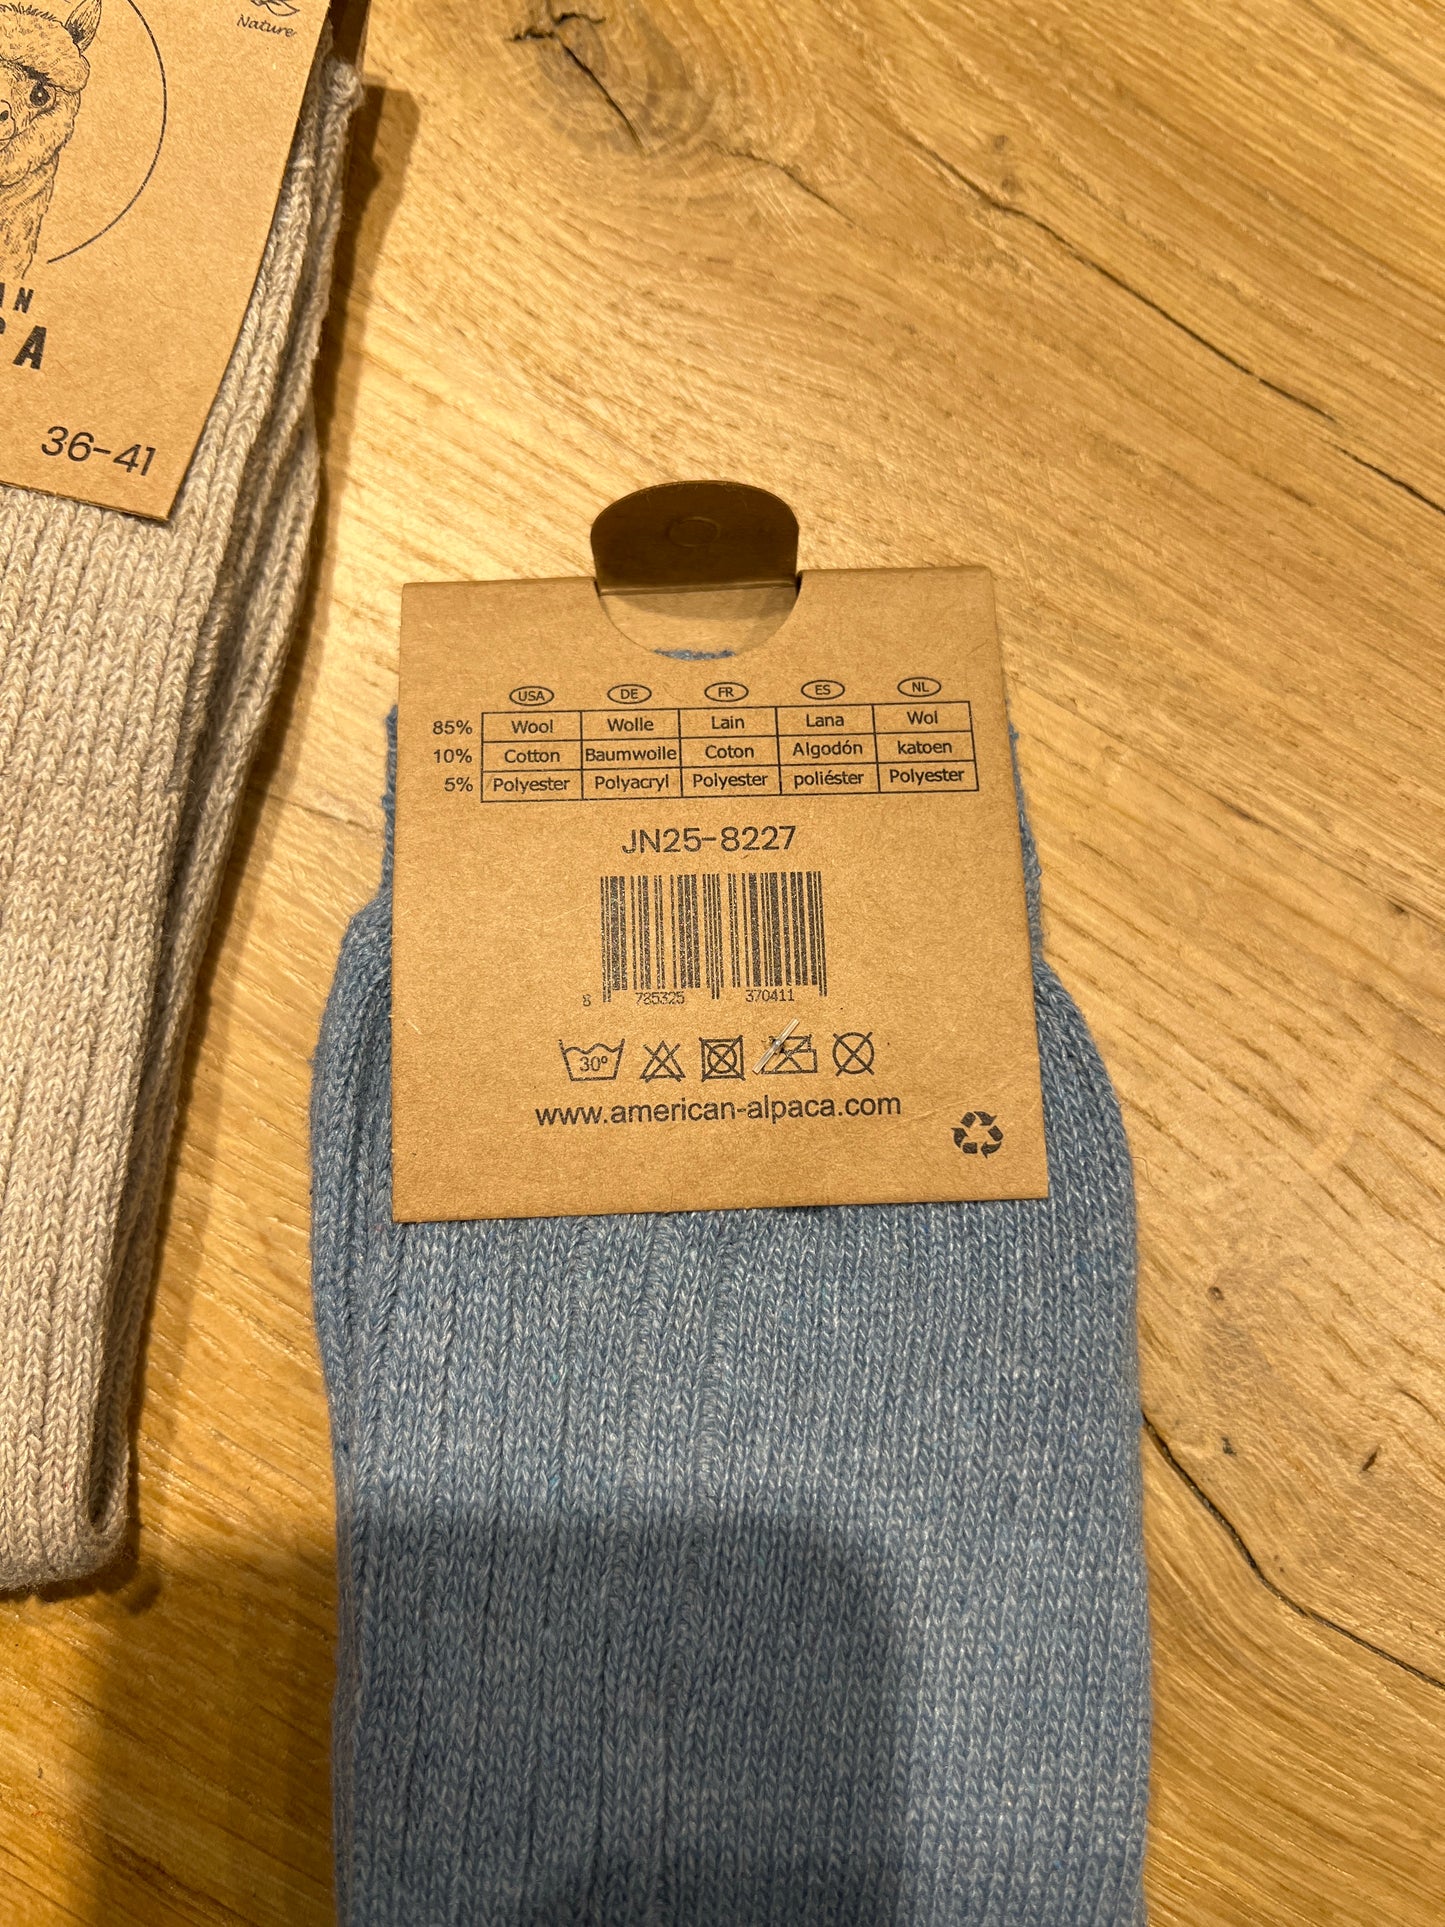 Nature
AN
CA
36-41
USA DE FR ES NL
85% Wool Wolle Lain Lana Wol
10% Cotton Baumwolle Coton Algodón katoen
5% Polyester Polyacryl Polyester poliéster Polyester
JN25-8227
8 785325 370411
30°
www.american-alpaca.com